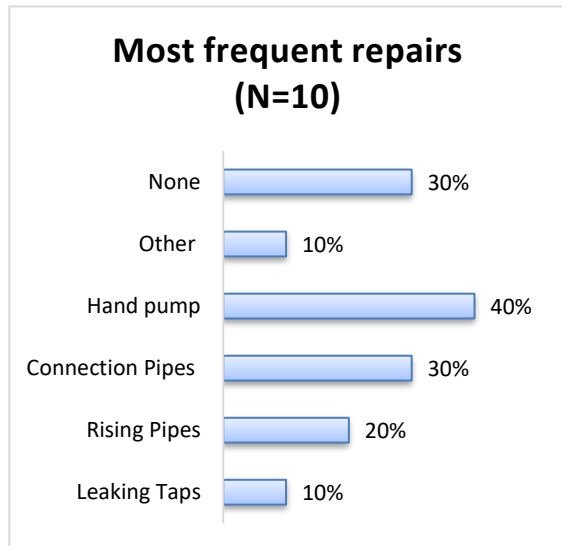 Most frequent repairs
(N=10)
None 30%
Other 10%
Hand pump 40%
Connection Pipes 30%
Rising Pipes 20%
Leaking Taps 10%